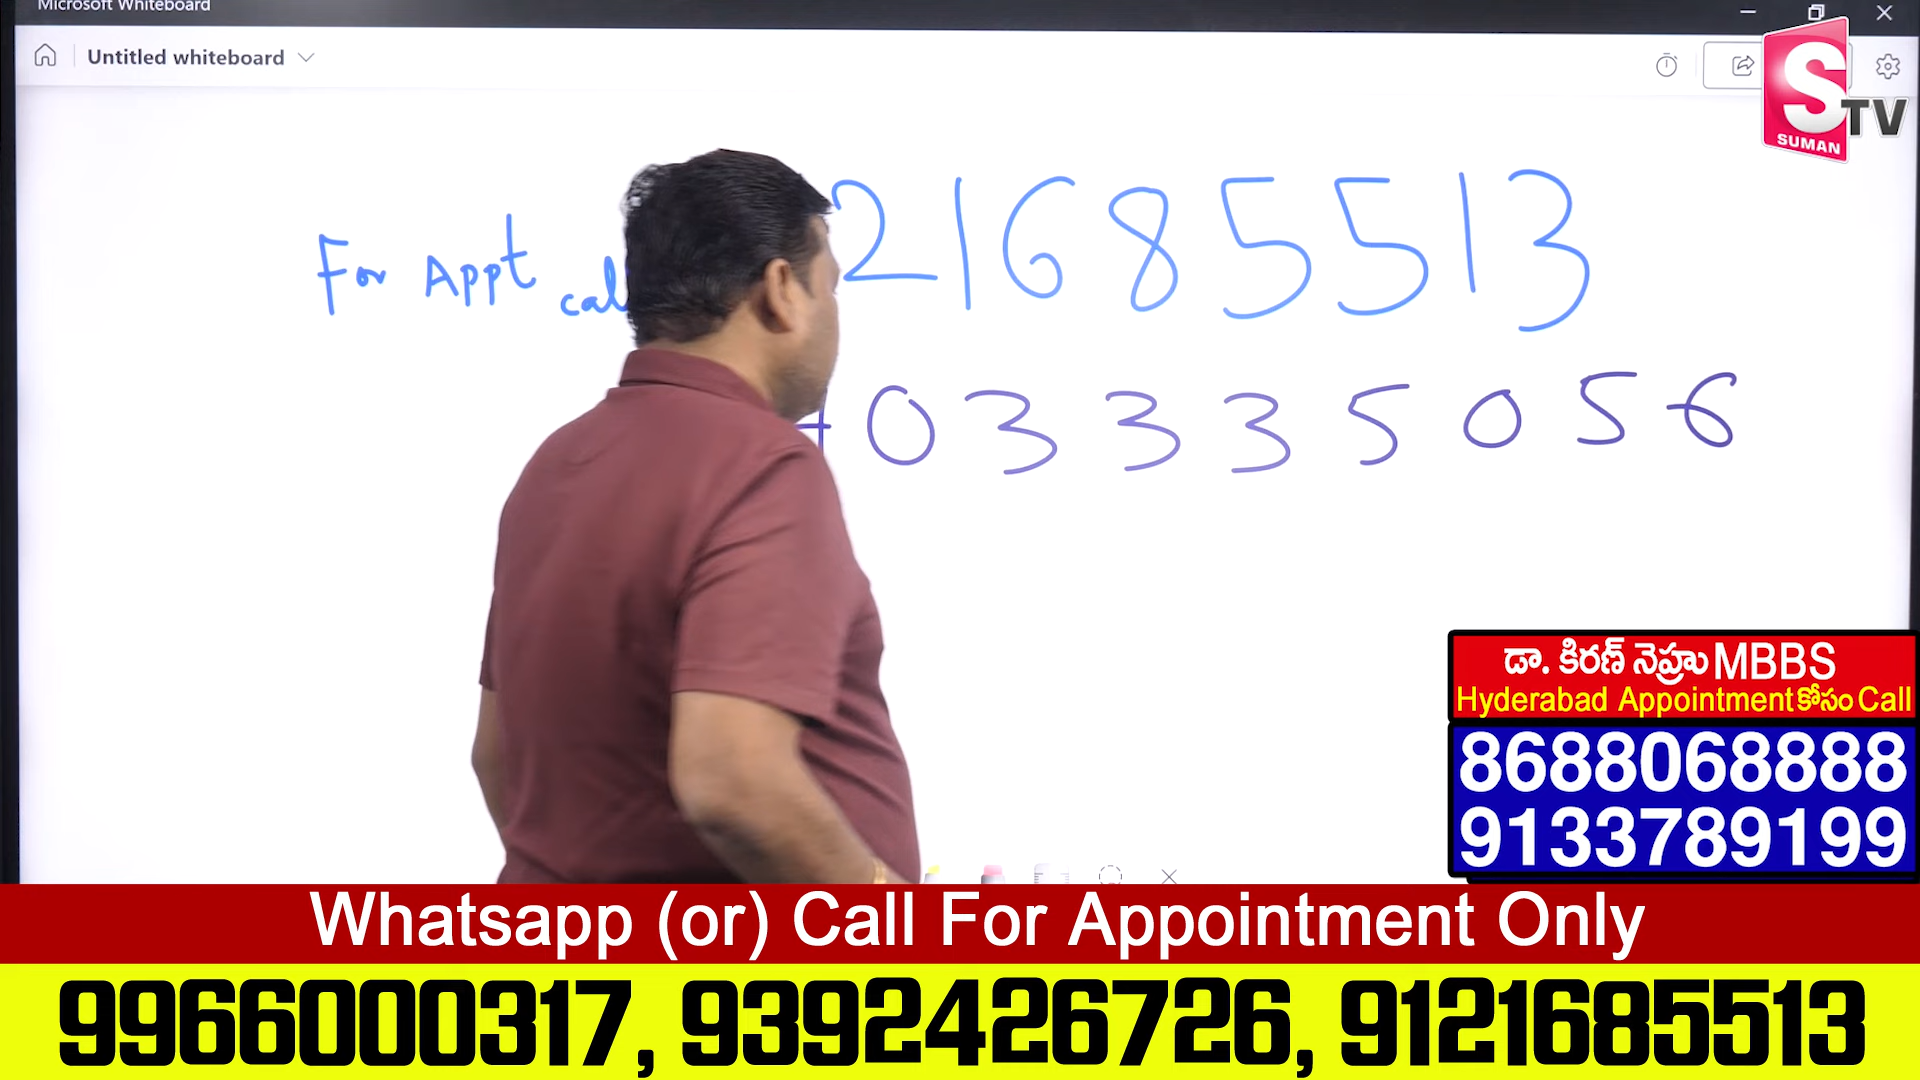 Microsoft Whiteboard
Untitled whiteboard
S TV
SUMAN
For Appt 21685513
03335056
డా. కిరణ్ నెహ్రు MBBS
Hyderabad Appointment కోసం Call
8688068888
9133789199
Whatsapp (or) Call For Appointment Only
9966000317, 9392426726, 9121685513